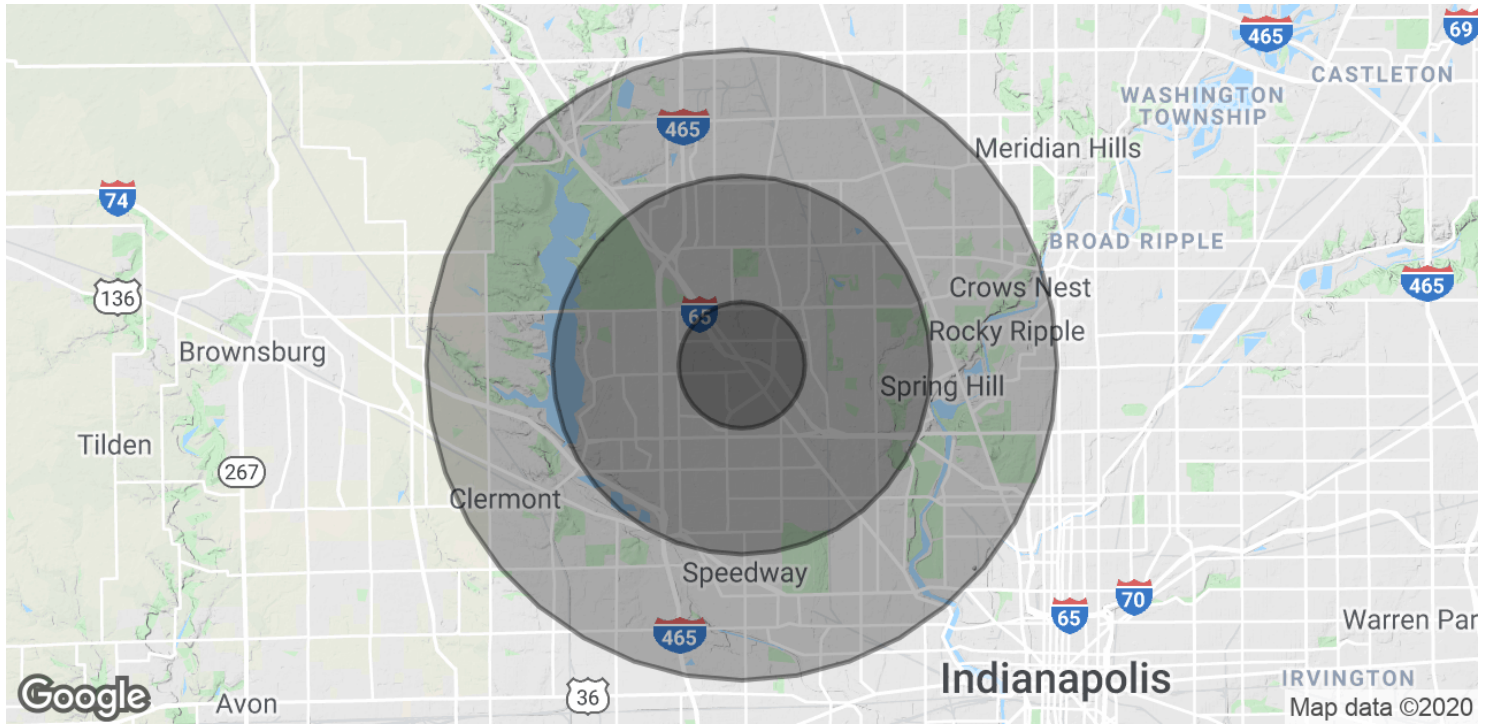 69
465
CASTLETON
WASHINGTON
TOWNSHIP
465
Meridian Hills
74
BROAD RIPPLE
465
Crows Nest
136
65
Rocky Ripple
Brownsburg
Spring Hill
Tilden
267
Clermont
Speedway
70
65
Warren Par
465
Indianapolis
IRVINGTON
36
Google
Avon
Map data ©2020